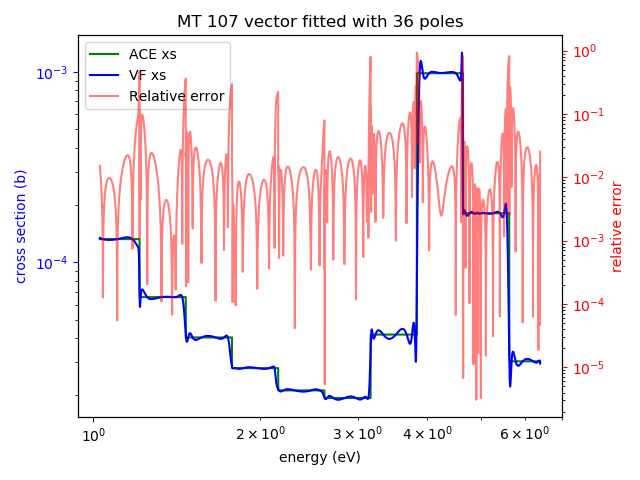 MT 107 vector fitted with 36 poles
ACE xs
VF xs
Relative error
cross section (b)
10⁻³
10⁻⁴
relative error
10⁰
10⁻¹
10⁻²
10⁻³
10⁻⁴
10⁻⁵
10⁰
2 × 10⁰
3 × 10⁰
4 × 10⁰
6 × 10⁰
energy (eV)